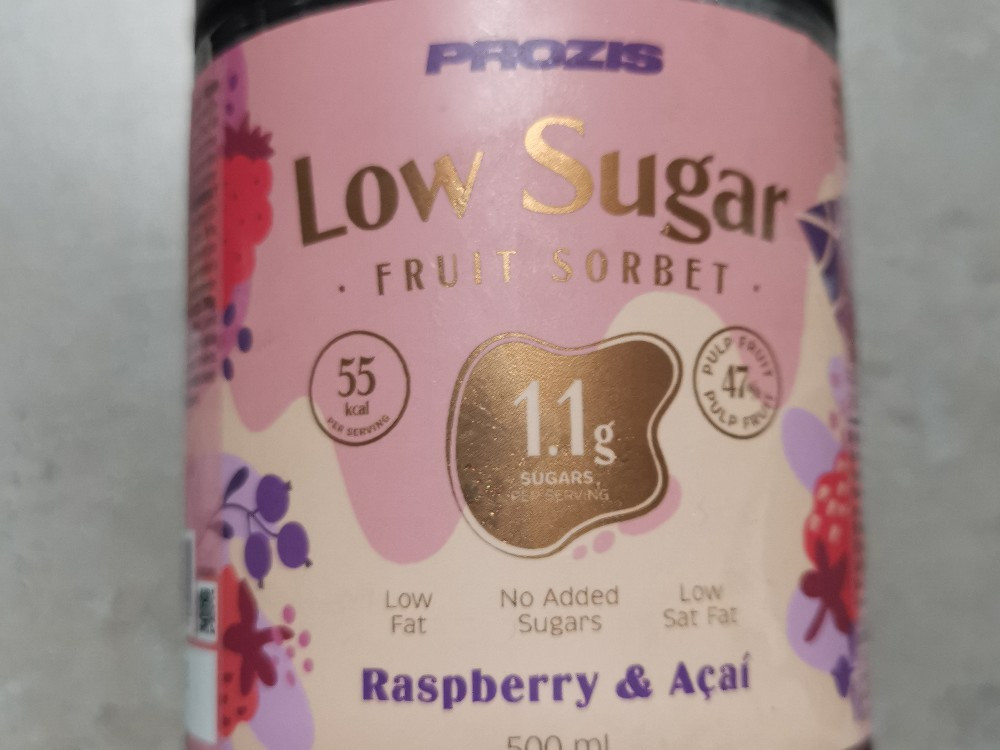 PROZIS
Low Sugar
· FRUIT SORBET ·
55
kcal
PER SERVING
1.1g
SUGARS
PER SERVING
PULP FRUIT
47%
PULP FRUIT
Low
Fat
No Added
Sugars
Low
Sat Fat
Raspberry & Açaí
500 ml